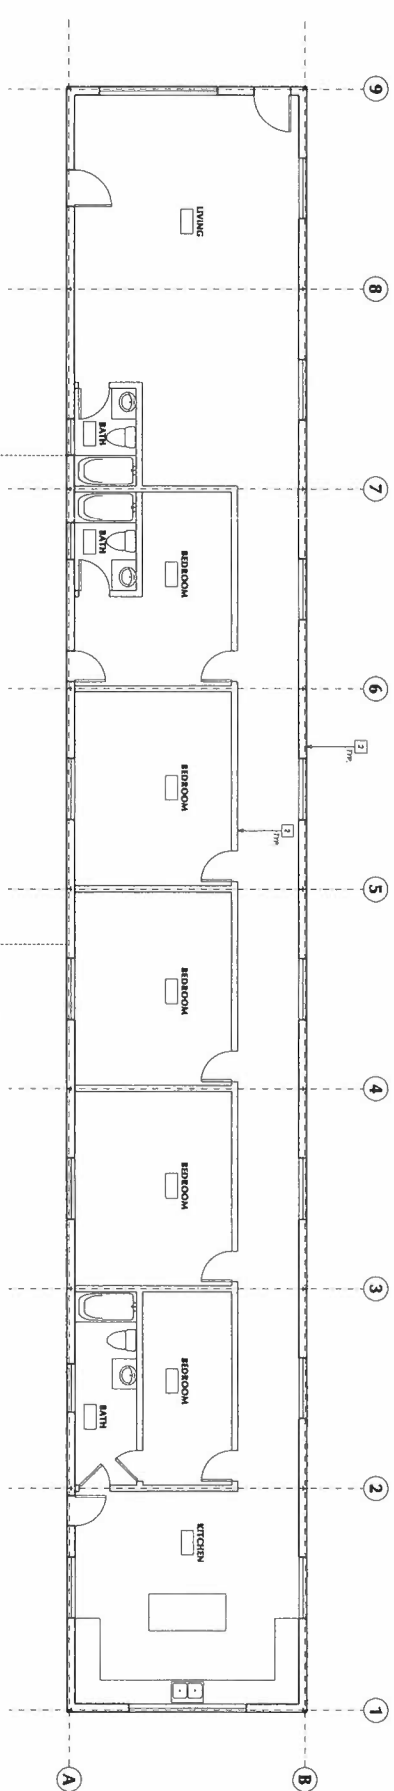 9
8
7
6
5
4
3
2
1
A
B
LIVING
BATH
BATH
BEDROOM
BEDROOM
BEDROOM
BEDROOM
BEDROOM
BATH
KITCHEN
2
TYP.
2
TYP.